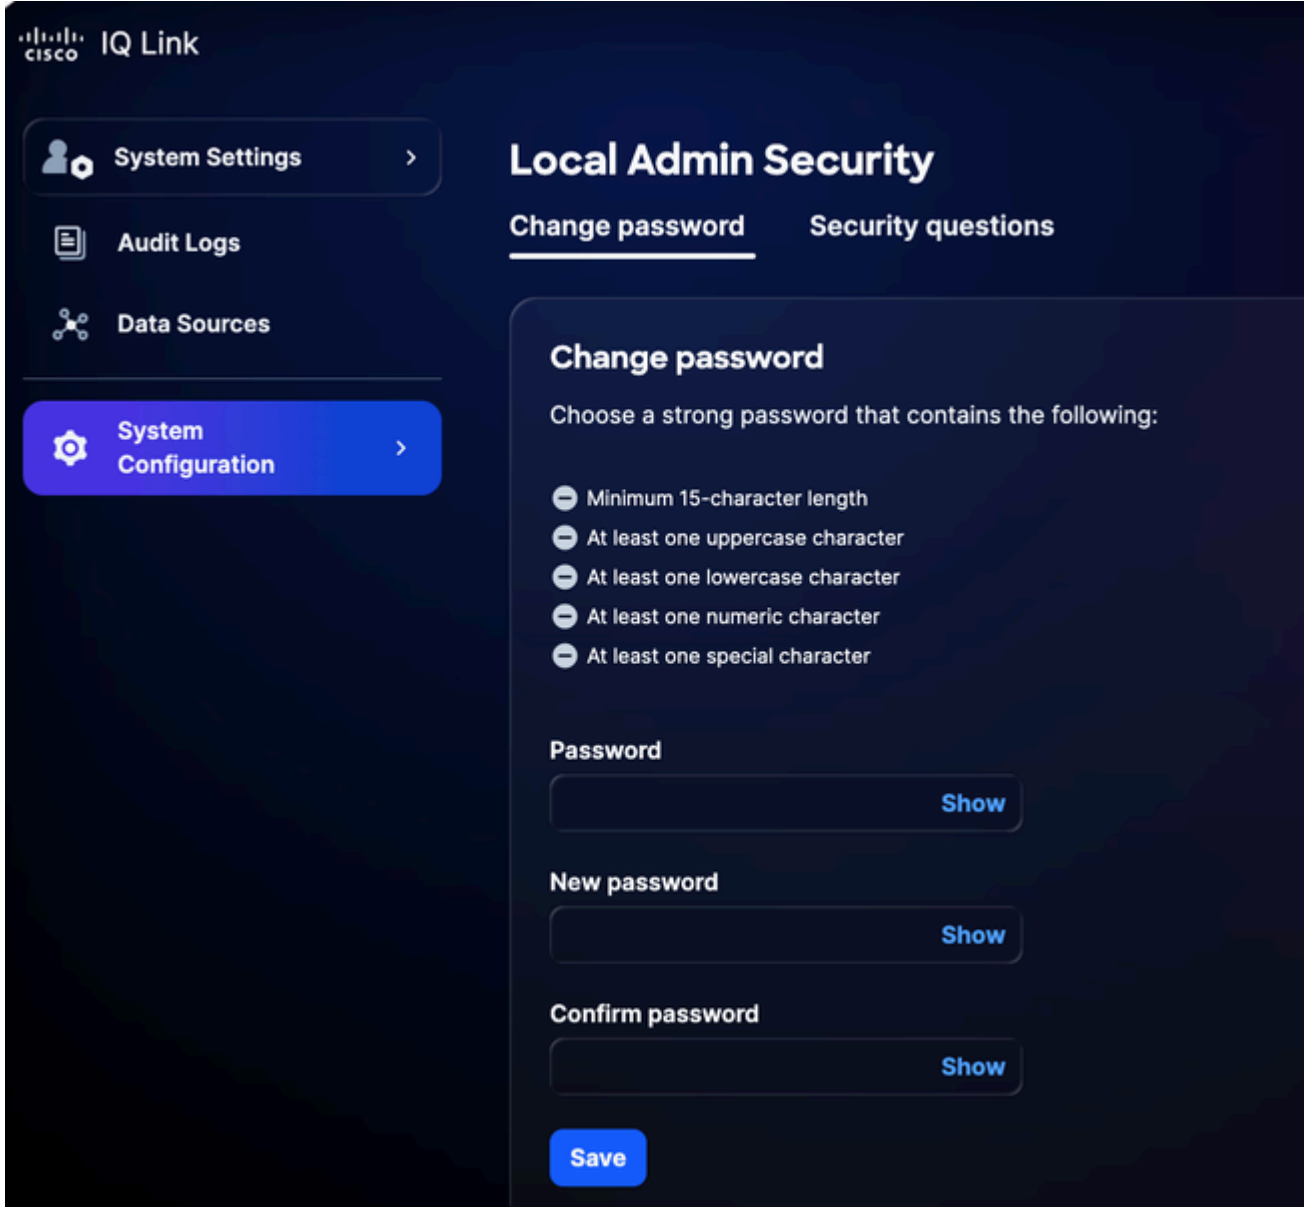 cisco IQ Link
System Settings
Audit Logs
Data Sources
System
Configuration
Local Admin Security
Change password Security questions
Change password
Choose a strong password that contains the following:
Minimum 15-character length
At least one uppercase character
At least one lowercase character
At least one numeric character
At least one special character
Password
Show
New password
Show
Confirm password
Show
Save